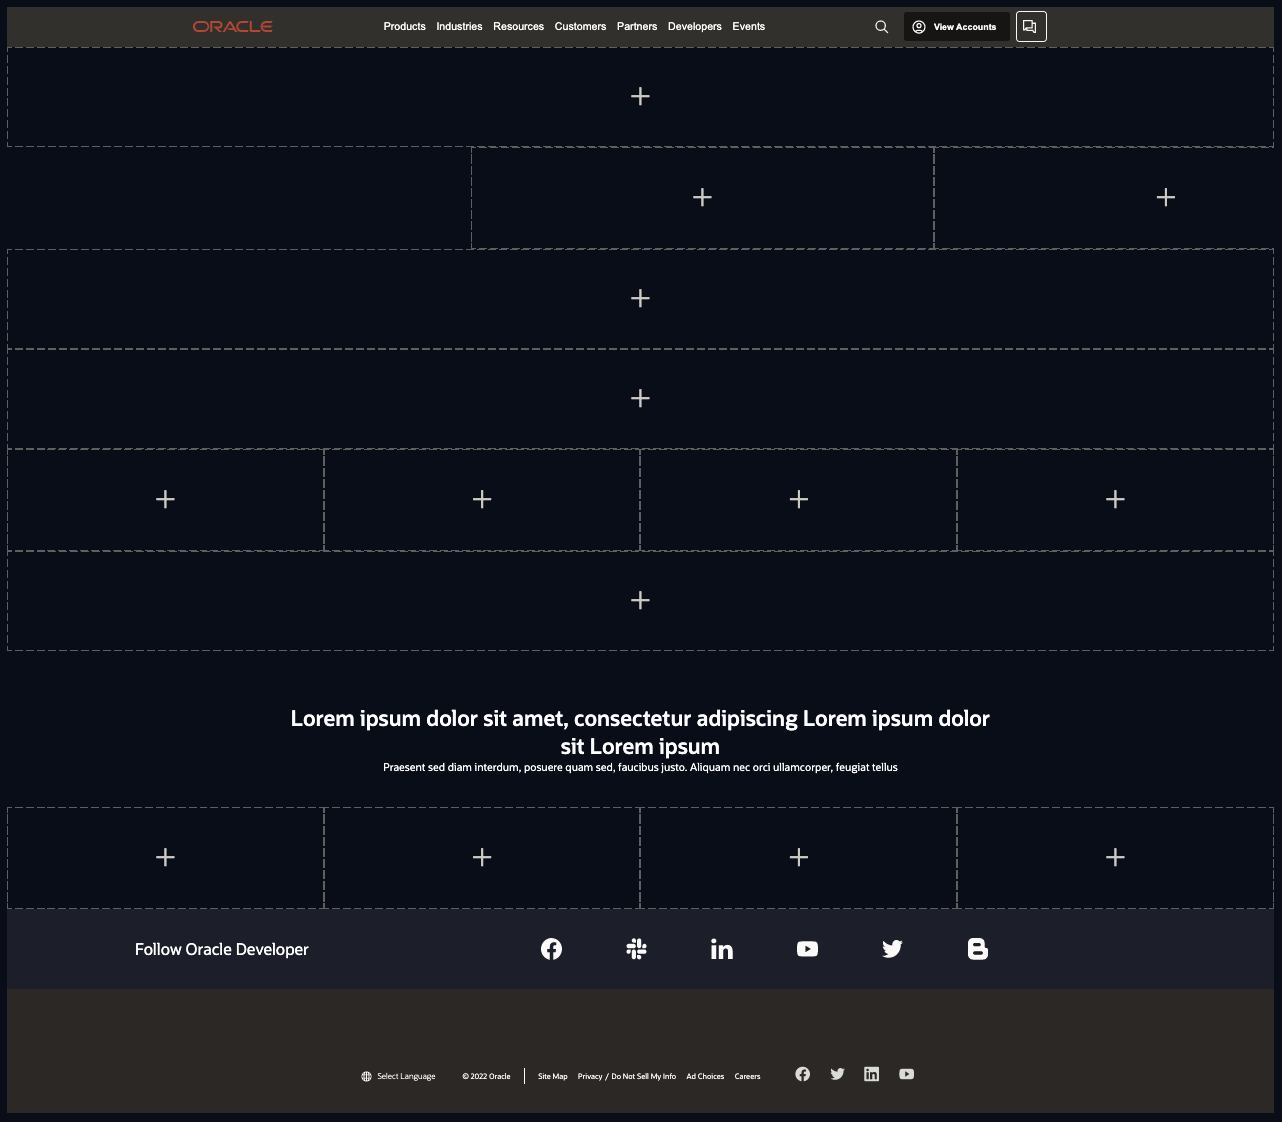 ORACLE
Products Industries Resources Customers Partners Developers Events
View Accounts
Lorem ipsum dolor sit amet, consectetur adipiscing Lorem ipsum dolor
sit Lorem ipsum
Praesent sed diam interdum, posuere quam sed, faucibus justo. Aliquam nec orci ullamcorper, feugiat tellus
Follow Oracle Developer
Select Language © 2022 Oracle Site Map Privacy / Do Not Sell My Info Ad Choices Careers